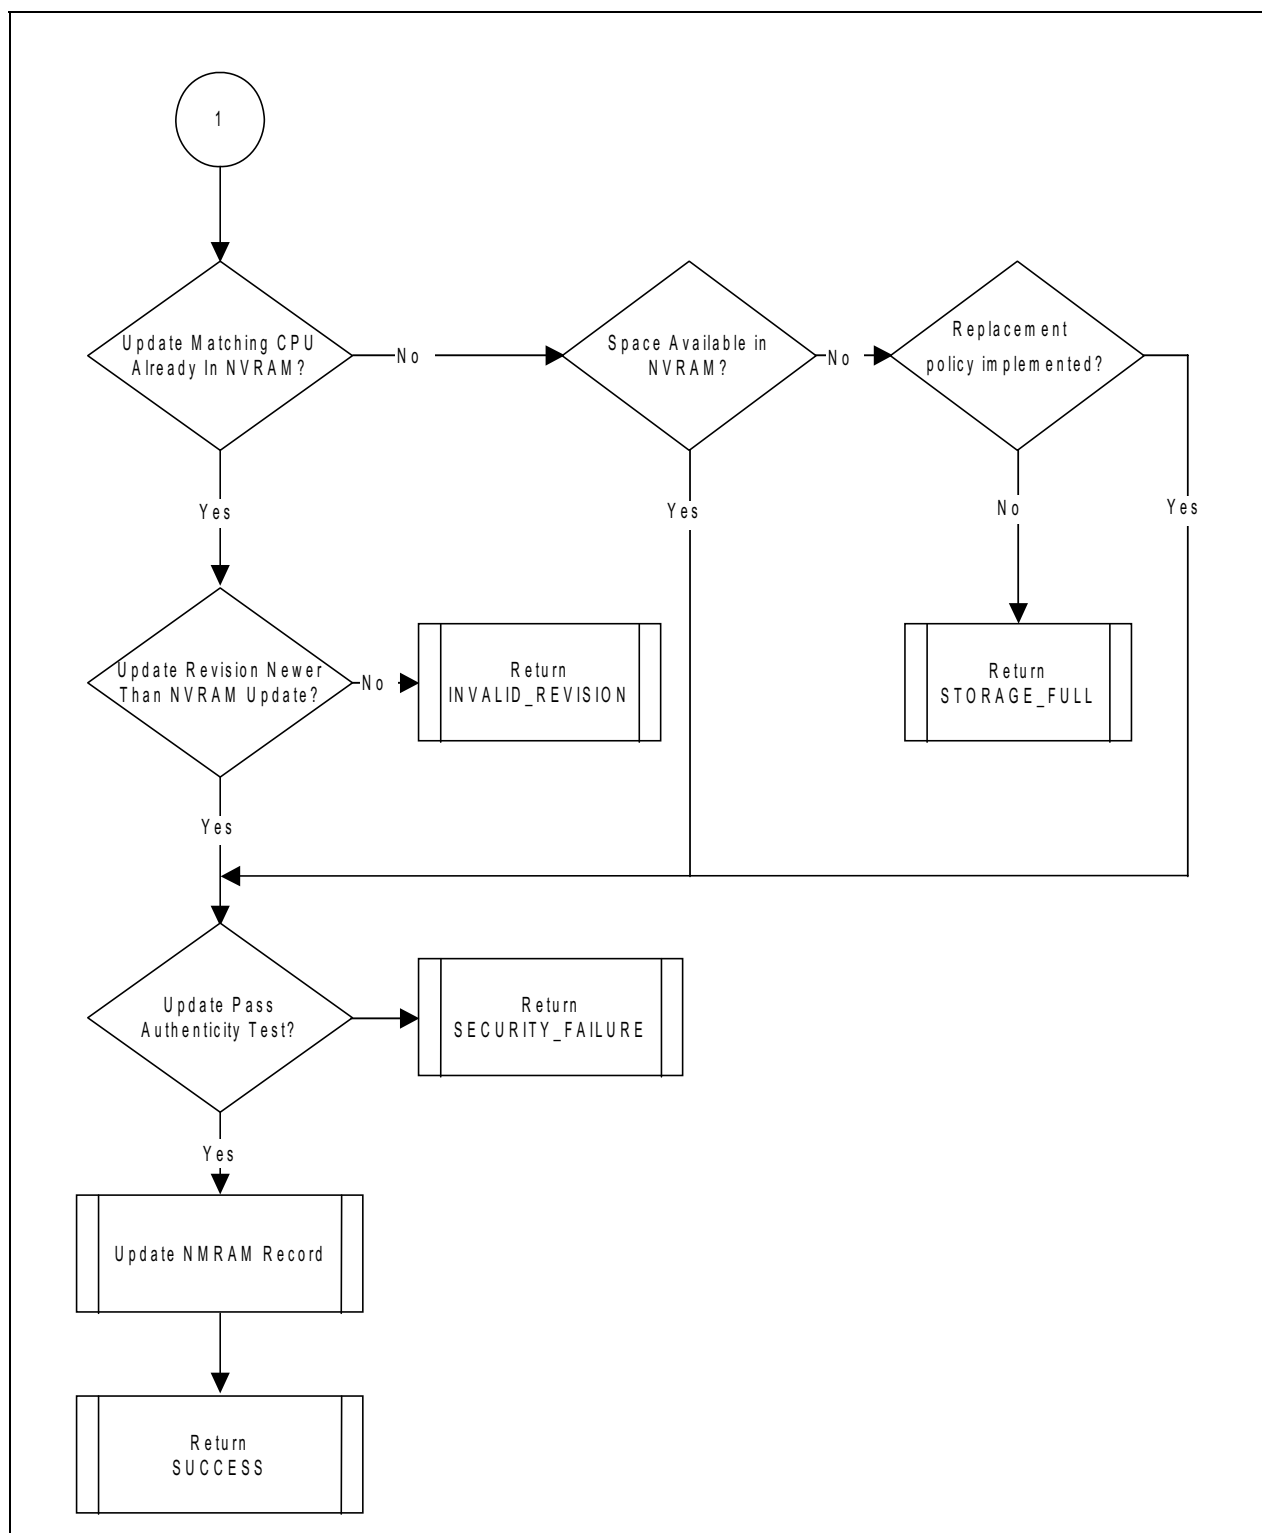 1
Update Matching CPU
Already In NVRAM?
No
Space Available in
NVRAM?
No
Replacement
policy implemented?
Yes
Yes
No
Yes
Update Revision Newer
Than NVRAM Update?
No
Return
INVALID_REVISION
Return
STORAGE_FULL
Yes
Update Pass
Authenticity Test?
Return
SECURITY_FAILURE
Yes
Update NMRAM Record
Return
SUCCESS